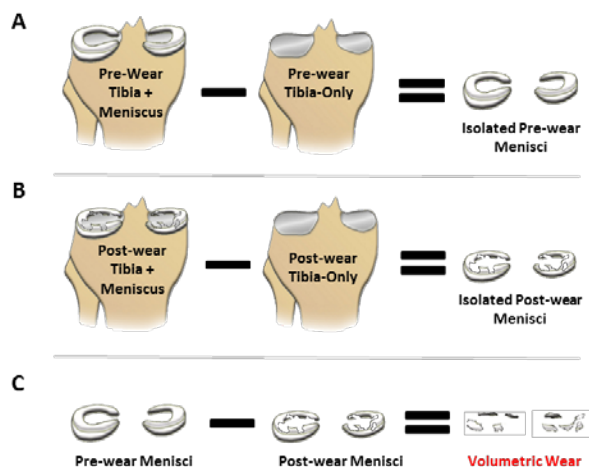 A
Pre-Wear
Tibia +
Meniscus
Pre-wear
Tibia-Only
Isolated Pre-wear
Menisci
B
Post-wear
Tibia +
Meniscus
Post-wear
Tibia-Only
Isolated Post-wear
Menisci
C
Pre-wear Menisci
Post-wear Menisci
Volumetric Wear